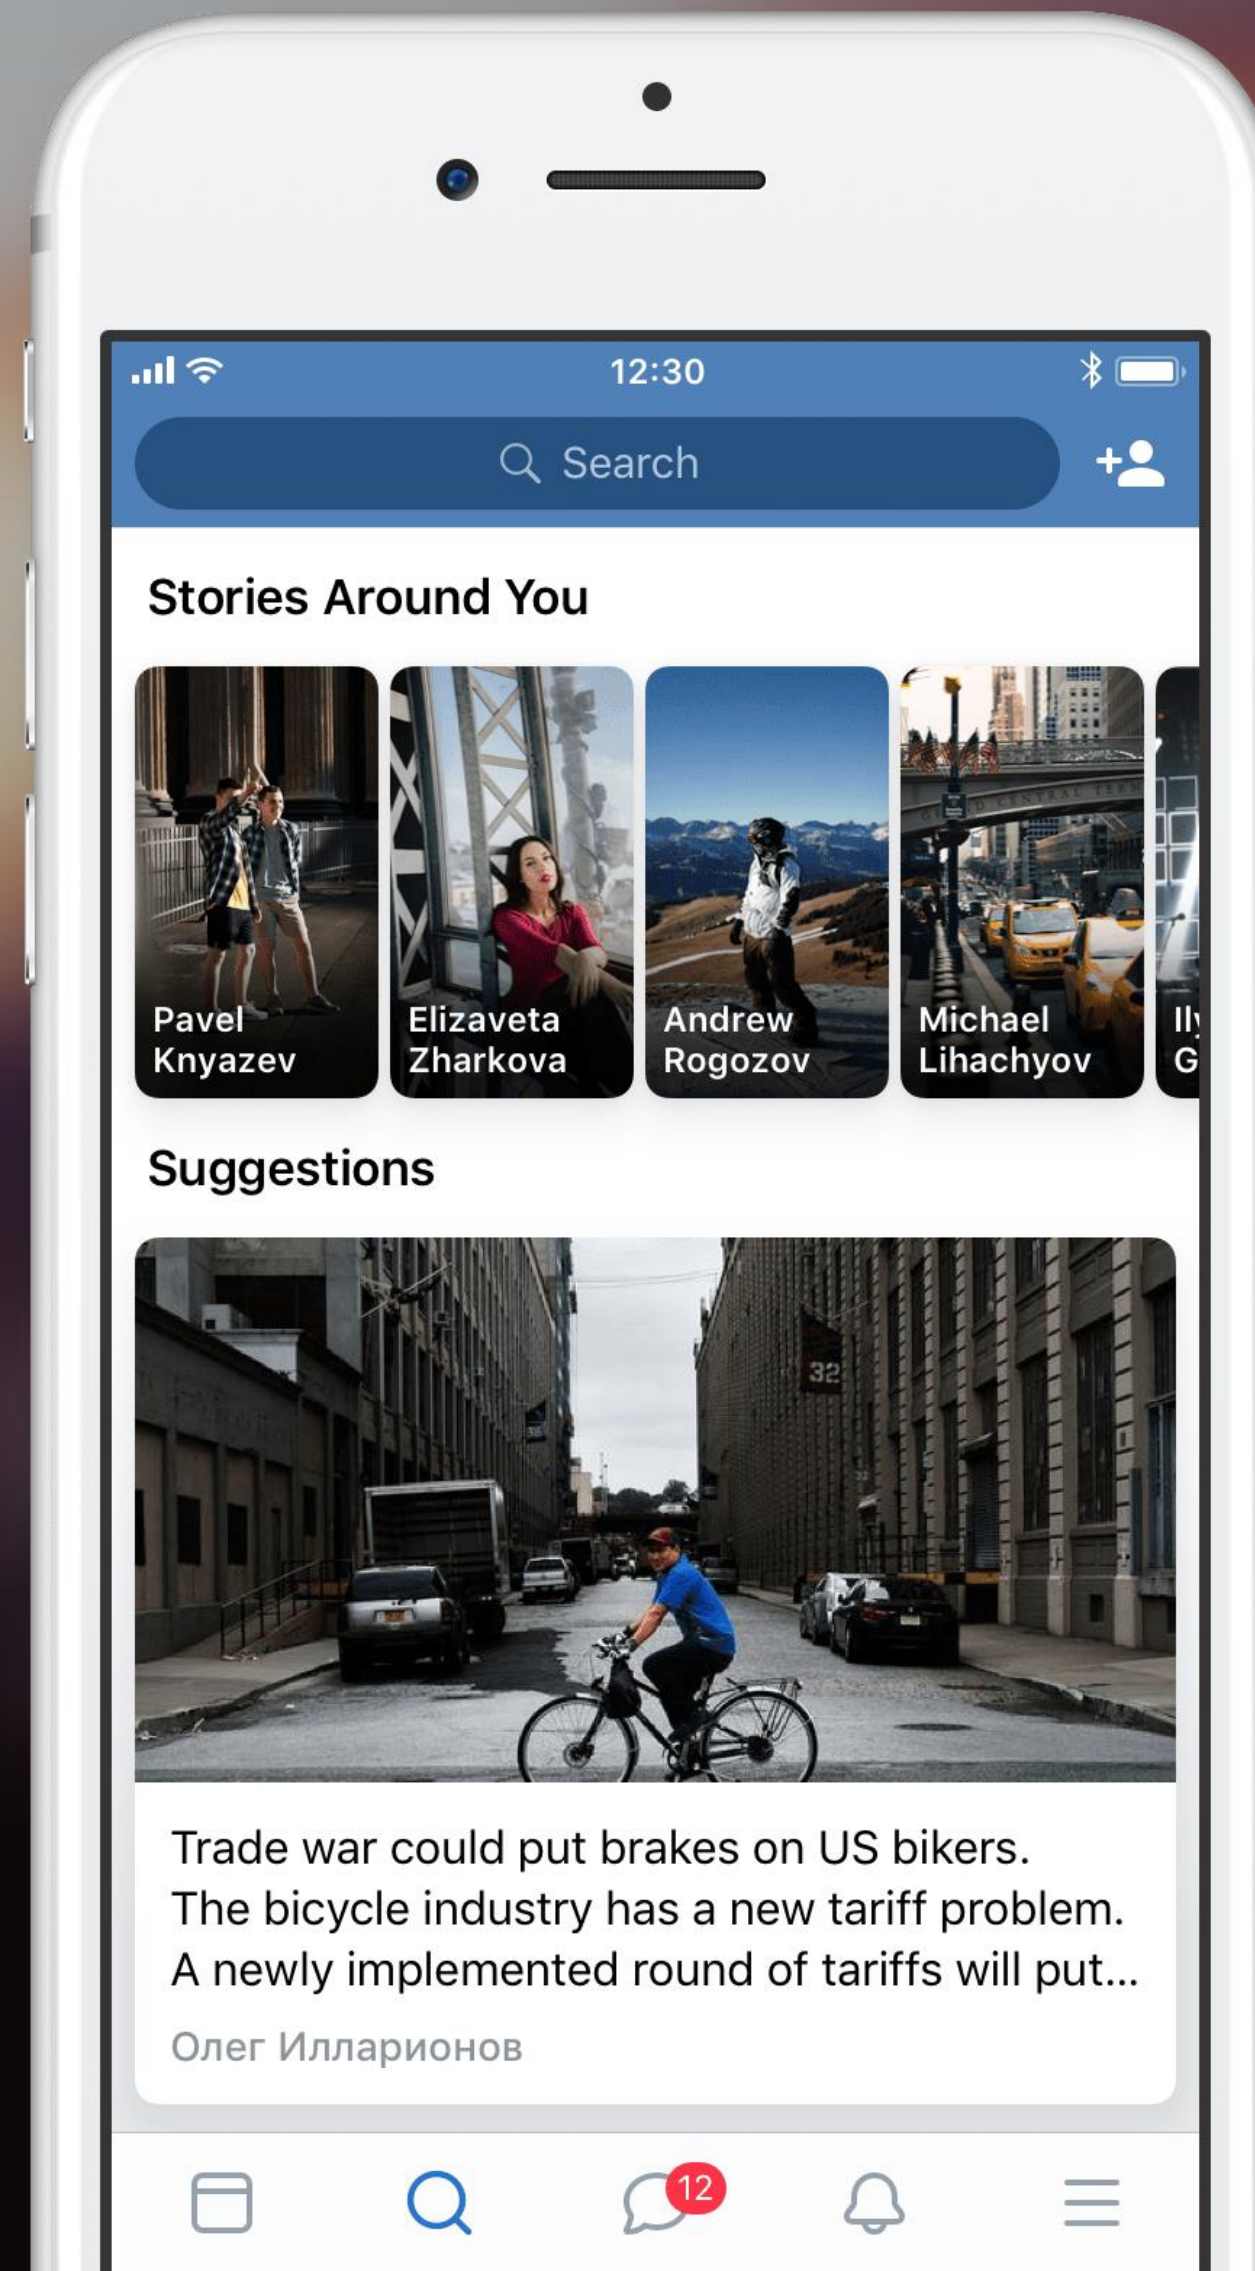 12:30
Search
Stories Around You
D CENTRAL TERM
Pavel
Knyazev
Elizaveta
Zharkova
Andrew
Rogozov
Michael
Lihachyov
Suggestions
32
Trade war could put brakes on US bikers.
The bicycle industry has a new tariff problem.
A newly implemented round of tariffs will put...
Олег Илларионов
12